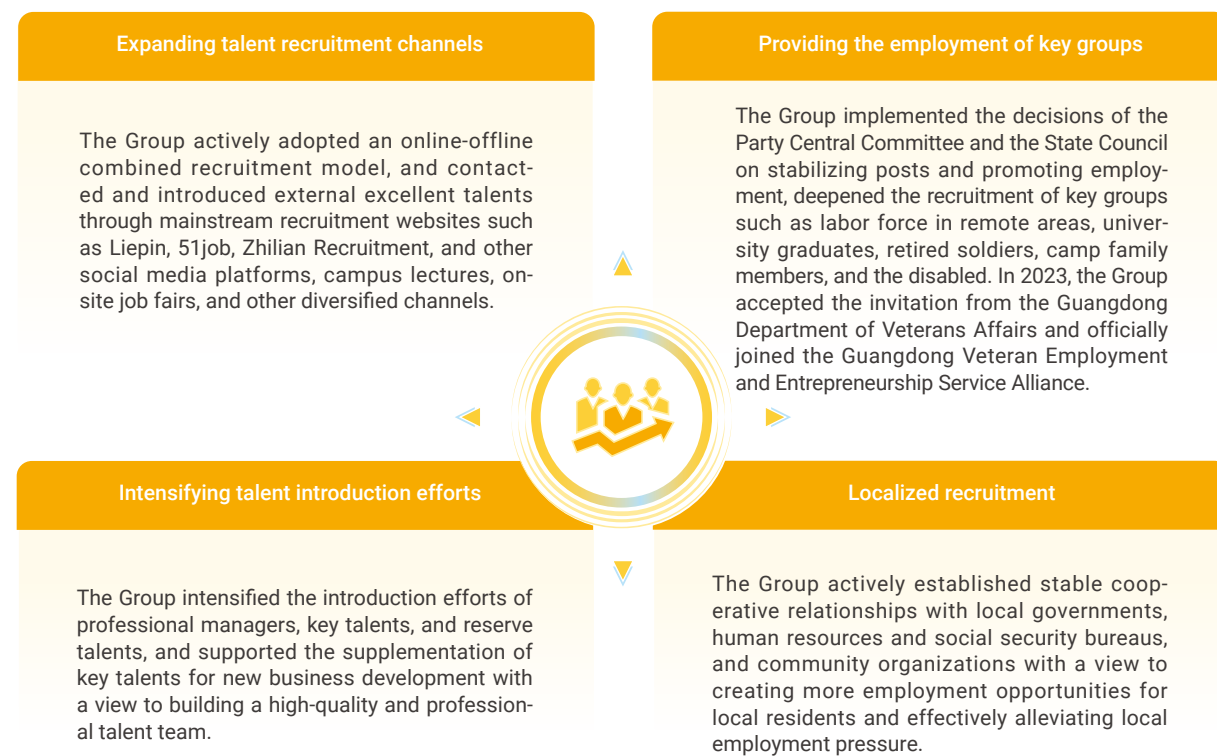 Expanding talent recruitment channels
The Group actively adopted an online-offline
combined recruitment model, and contact-
ed and introduced external excellent talents
through mainstream recruitment websites such
as Liepin, 51job, Zhilian Recruitment, and other
social media platforms, campus lectures, on-
site job fairs, and other diversified channels.
Providing the employment of key groups
The Group implemented the decisions of the
Party Central Committee and the State Council
on stabilizing posts and promoting employ-
ment, deepened the recruitment of key groups
such as labor force in remote areas, univer-
sity graduates, retired soldiers, camp family
members, and the disabled. In 2023, the Group
accepted the invitation from the Guangdong
Department of Veterans Affairs and officially
joined the Guangdong Veteran Employment
and Entrepreneurship Service Alliance.
Intensifying talent introduction efforts
The Group intensified the introduction efforts of
professional managers, key talents, and reserve
talents, and supported the supplementation of
key talents for new business development with
a view to building a high-quality and profession-
al talent team.
Localized recruitment
The Group actively established stable coop-
erative relationships with local governments,
human resources and social security bureaus,
and community organizations with a view to
creating more employment opportunities for
local residents and effectively alleviating local
employment pressure.